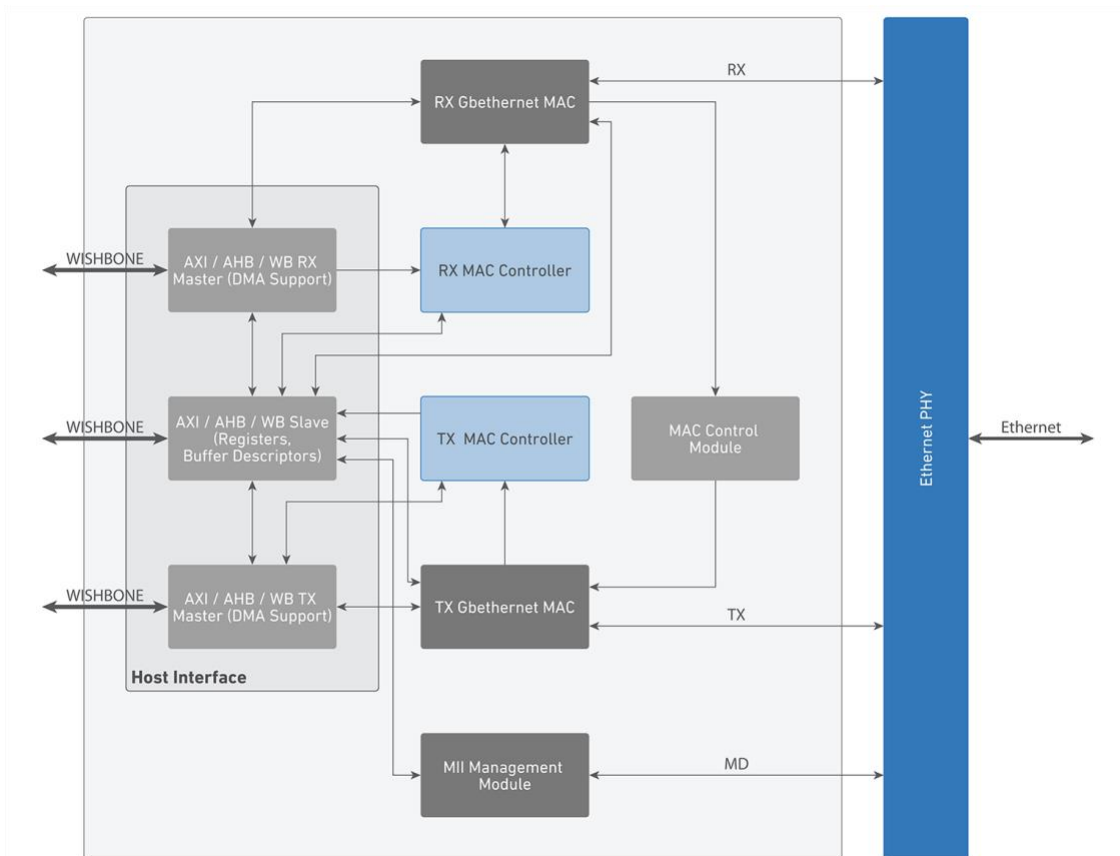 RX
RX Gbethernet MAC
WISHBONE
AXI / AHB / WB RX
Master (DMA Support)
RX MAC Controller
WISHBONE
AXI / AHB / WB Slave
(Registers,
Buffer Descriptors)
TX MAC Controller
MAC Control
Module
Ethernet PHY
Ethernet
WISHBONE
AXI / AHB / WB TX
Master (DMA Support)
TX Gbethernet MAC
TX
Host Interface
MII Management
Module
MD